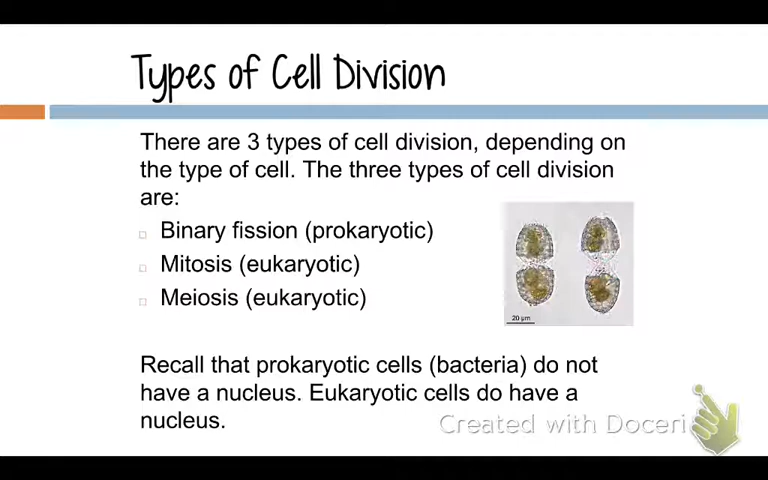 Types of Cell Division
There are 3 types of cell division, depending on
the type of cell. The three types of cell division
are:
Binary fission (prokaryotic)
Mitosis (eukaryotic)
Meiosis (eukaryotic)
20 µm
Recall that prokaryotic cells (bacteria) do not
have a nucleus. Eukaryotic cells do have a
nucleus.
Created with Doceri